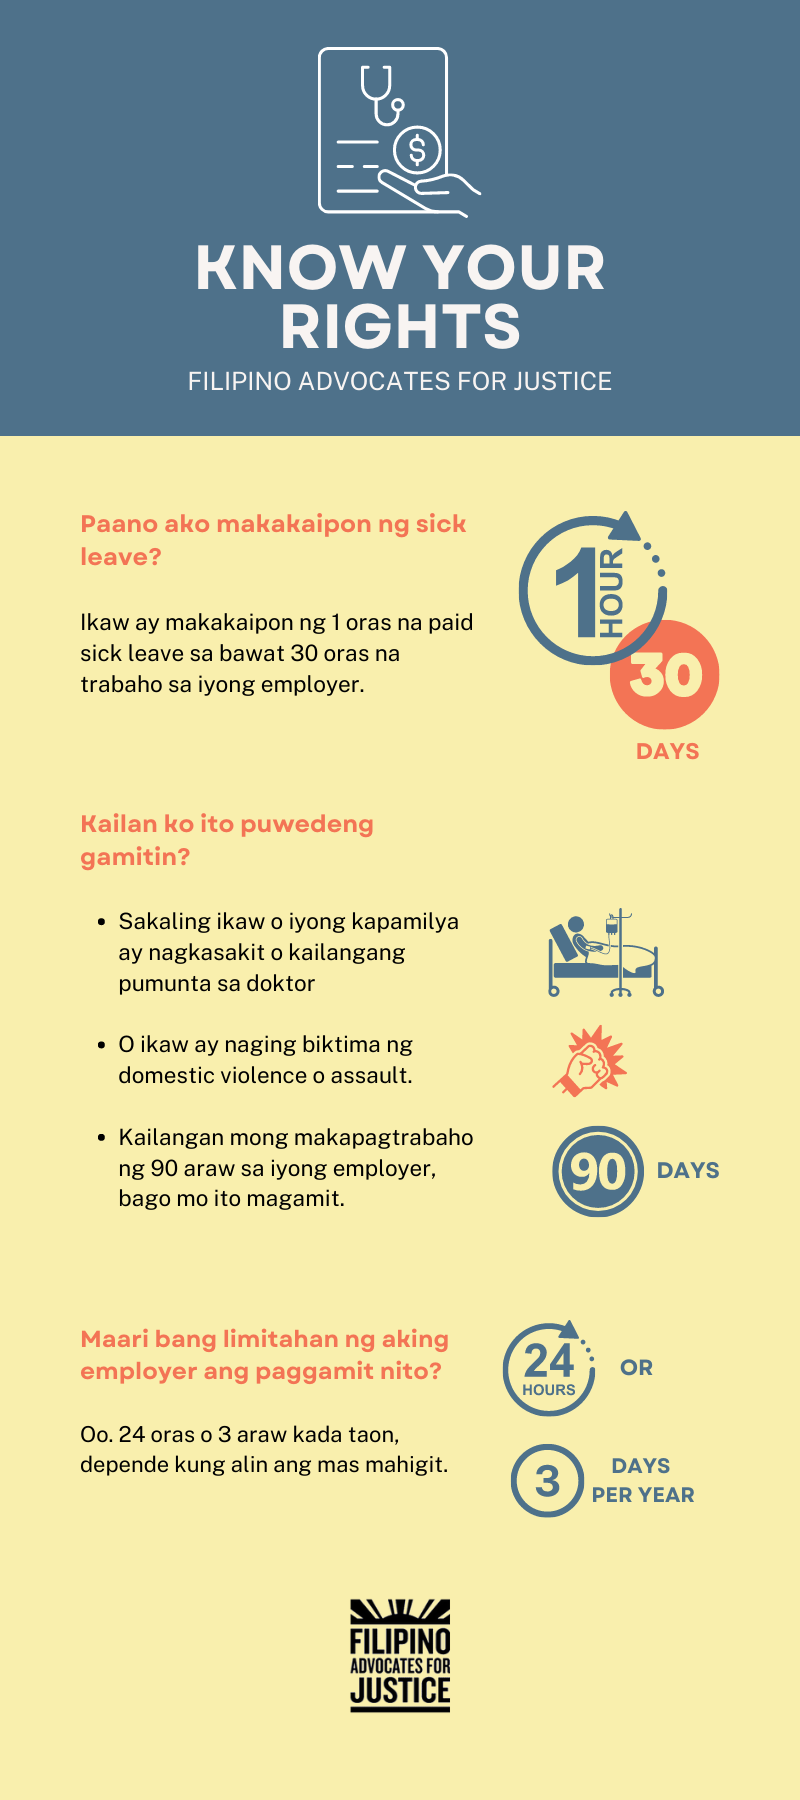 $
KNOW YOUR
RIGHTS
FILIPINO ADVOCATES FOR JUSTICE
Paano ako makakaipon ng sick
leave?
Ikaw ay makakaipon ng 1 oras na paid
sick leave sa bawat 30 oras na
trabaho sa iyong employer.
1 HOUR
30
DAYS
Kailan ko ito puwedeng
gamitin?
• Sakaling ikaw o iyong kapamilya
ay nagkasakit o kailangang
pumunta sa doktor
• O ikaw ay naging biktima ng
domestic violence o assault.
• Kailangan mong makapagtrabaho
ng 90 araw sa iyong employer,
bago mo ito magamit.
90 DAYS
Maari bang limitahan ng aking
employer ang paggamit nito?
Oo. 24 oras o 3 araw kada taon,
depende kung alin ang mas mahigit.
24
HOURS
OR
3
DAYS
PER YEAR
FILIPINO
ADVOCATES FOR
JUSTICE